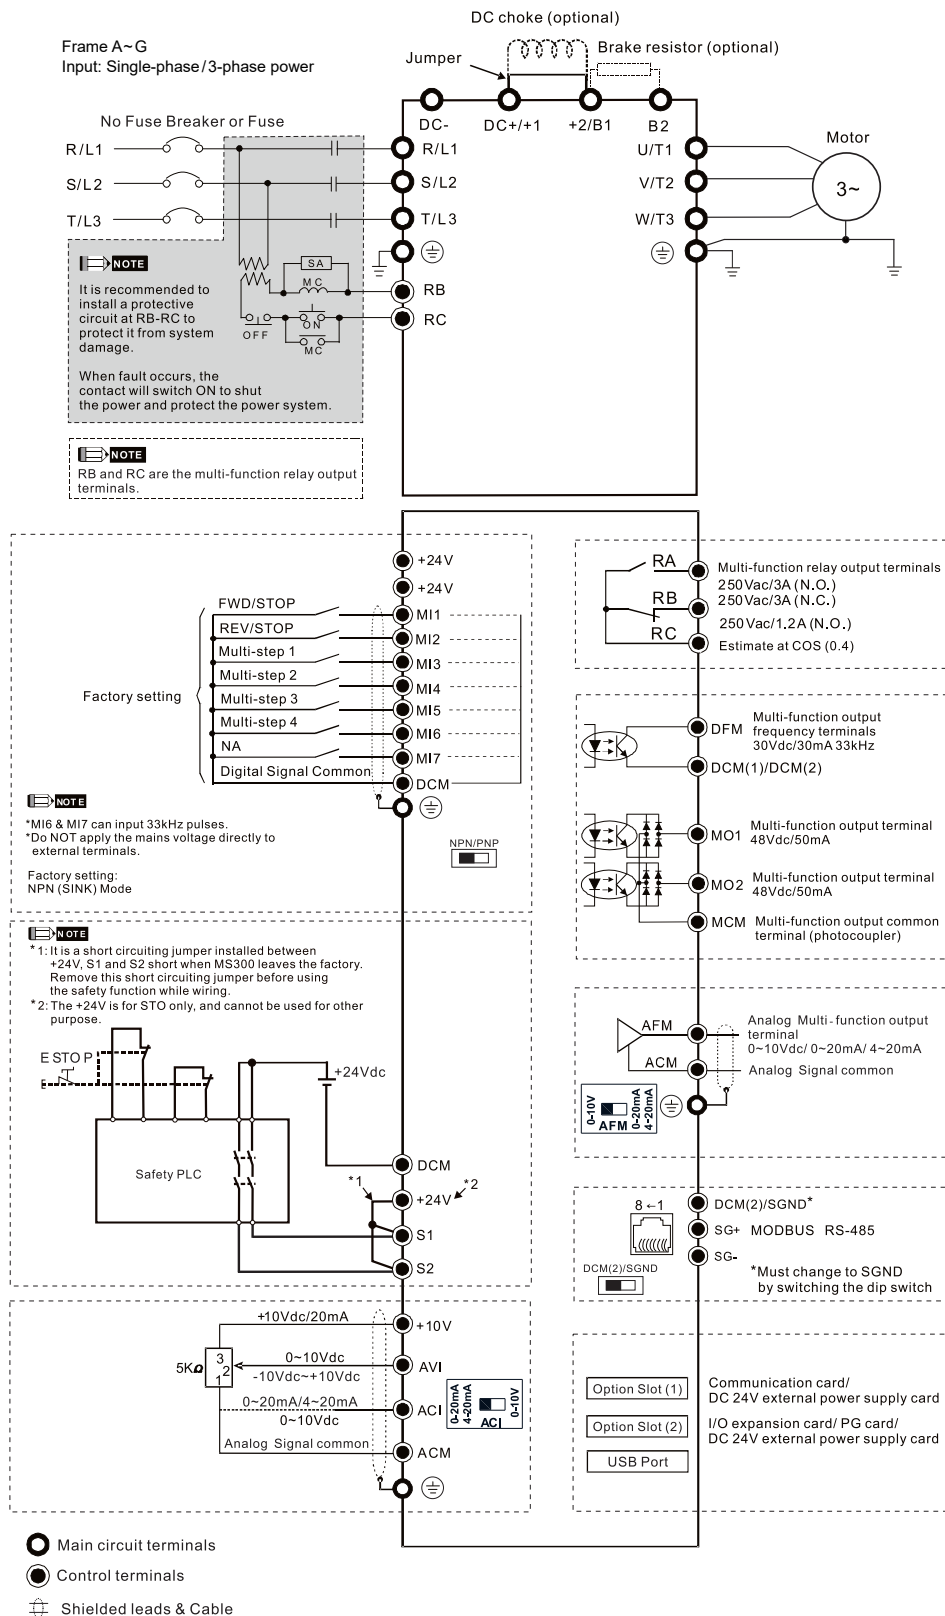 DC choke (optional)
Frame A~G
Input: Single-phase/3-phase power
Jumper
Brake resistor (optional)
No Fuse Breaker or Fuse
DC-
DC+/+1
+2/B1
B2
Motor
R/L1
R/L1
U/T1
S/L2
S/L2
V/T2
3~
T/L3
T/L3
W/T3
NOTE
It is recommended to
install a protective
circuit at RB-RC to
protect it from system
damage.
When fault occurs, the
contact will switch ON to shut
the power and protect the power system.
SA
MC
RB
ON
OFF
RC
MC
NOTE
RB and RC are the multi-function relay output
terminals.
+24V
+24V
FWD/STOP
MI1
REV/STOP
MI2
Multi-step 1
MI3
Multi-step 2
MI4
Factory setting
Multi-step 3
MI5
Multi-step 4
MI6
NA
MI7
Digital Signal Common
DCM
NOTE
*MI6 & MI7 can input 33kHz pulses.
*Do NOT apply the mains voltage directly to
external terminals.
Factory setting:
NPN (SINK) Mode
NPN/PNP
RA
Multi-function relay output terminals
250Vac/3A (N.O.)
RB
250Vac/3A (N.C.)
250Vac/1.2A (N.O.)
RC
Estimate at COS (0.4)
DFM
Multi-function output
frequency terminals
30Vdc/30mA 33kHz
DCM(1)/DCM(2)
MO1
Multi-function output terminal
48Vdc/50mA
MO2
Multi-function output terminal
48Vdc/50mA
MCM
Multi-function output common
terminal (photocoupler)
NOTE
*1: It is a short circuiting jumper installed between
+24V, S1 and S2 short when MS300 leaves the factory.
Remove this short circuiting jumper before using
the safety function while wiring.
*2: The +24V is for STO only, and cannot be used for other
purpose.
ESTOP
+24Vdc
Safety PLC
DCM
*1
+24V
*2
S1
S2
AFM
Analog Multi-function output
terminal
0~10Vdc/ 0~20mA/ 4~20mA
ACM
Analog Signal common
0-10V
AFM
0-20mA
4-20mA
8←1
DCM(2)/SGND*
SG+
MODBUS RS-485
SG-
DCM(2)/SGND
*Must change to SGND
by switching the dip switch
+10Vdc/20mA
+10V
5KΩ
3
2
1
0~10Vdc
-10Vdc~+10Vdc
AVI
0~20mA/4~20mA
0~10Vdc
ACI
0-20mA
4-20mA
ACI
0-10V
Analog Signal common
ACM
Option Slot (1)
Communication card/
DC 24V external power supply card
Option Slot (2)
I/O expansion card/ PG card/
DC 24V external power supply card
USB Port
Main circuit terminals
Control terminals
Shielded leads & Cable